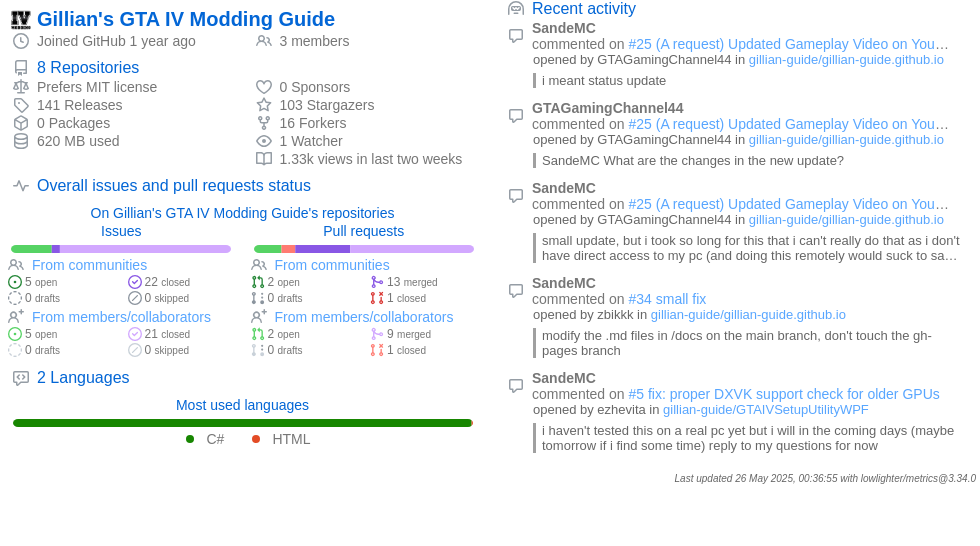 Gillian's GTA IV Modding Guide
Joined GitHub 1 year ago
3 members
8 Repositories
Prefers MIT license
0 Sponsors
141 Releases
103 Stargazers
0 Packages
16 Forkers
620 MB used
1 Watcher
1.33k views in last two weeks
Overall issues and pull requests status
On Gillian's GTA IV Modding Guide's repositories
Issues
Pull requests
From communities
5 open
22 closed
0 drafts
0 skipped
From members/collaborators
5 open
21 closed
0 drafts
0 skipped
From communities
2 open
13 merged
0 drafts
1 closed
From members/collaborators
2 open
9 merged
0 drafts
1 closed
2 Languages
Most used languages
C#
HTML
Recent activity
SandeMC
commented on #25 (A request) Updated Gameplay Video on You…
opened by GTAGamingChannel44 in gillian-guide/gillian-guide.github.io
i meant status update
GTAGamingChannel44
commented on #25 (A request) Updated Gameplay Video on You…
opened by GTAGamingChannel44 in gillian-guide/gillian-guide.github.io
SandeMC What are the changes in the new update?
SandeMC
commented on #25 (A request) Updated Gameplay Video on You…
opened by GTAGamingChannel44 in gillian-guide/gillian-guide.github.io
small update, but i took so long for this that i can't really do that as i don't
have direct access to my pc (and doing this remotely would suck to sa…
SandeMC
commented on #34 small fix
opened by zbikkk in gillian-guide/gillian-guide.github.io
modify the .md files in /docs on the main branch, don't touch the gh-
pages branch
SandeMC
commented on #5 fix: proper DXVK support check for older GPUs
opened by ezhevita in gillian-guide/GTAIVSetupUtilityWPF
i haven't tested this on a real pc yet but i will in the coming days (maybe
tomorrow if i find some time) reply to my questions for now
Last updated 26 May 2025, 00:36:55 with lowlighter/metrics@3.34.0